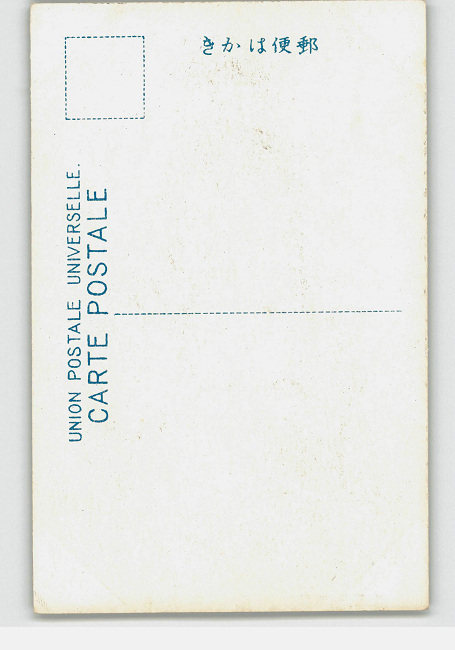 きかは便郵
UNION POSTALE UNIVERSELLE.
CARTE POSTALE